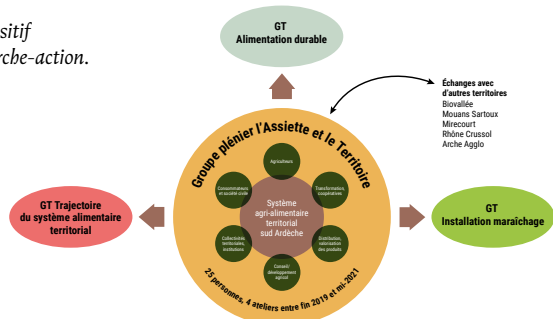 sitif
rche-action.
GT
Alimentation durable
Échanges avec
d'autres territoires
Biovallée
Mouans Sartoux
Mirecourt
Rhône Crussol
Arche Agglo
Groupe plénier l'Assiette et le Territoire
Agriculteurs
Consommateurs
et société civile
Transformation,
coopératives
Système
agri-alimentaire
territorial
sud Ardèche
GT Trajectoire
du système alimentaire
territorial
GT
Installation maraîchage
Collectivités
territoriales,
institutions
Distribution,
valorisation
des produits
Conseil/
développement
agricol
25 personnes, 4 ateliers entre fin 2019 et mi-2021